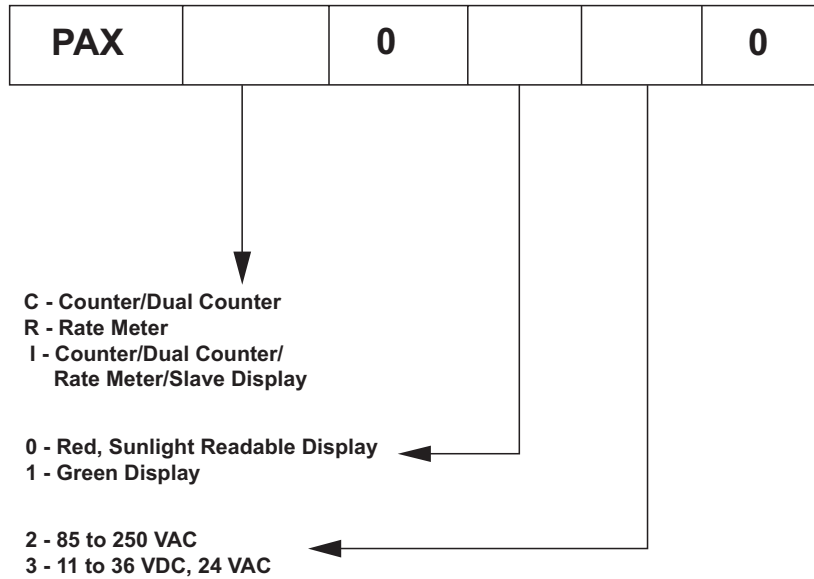 PAX 0 0
C - Counter/Dual Counter
R - Rate Meter
I - Counter/Dual Counter/
Rate Meter/Slave Display
0 - Red, Sunlight Readable Display
1 - Green Display
2 - 85 to 250 VAC
3 - 11 to 36 VDC, 24 VAC